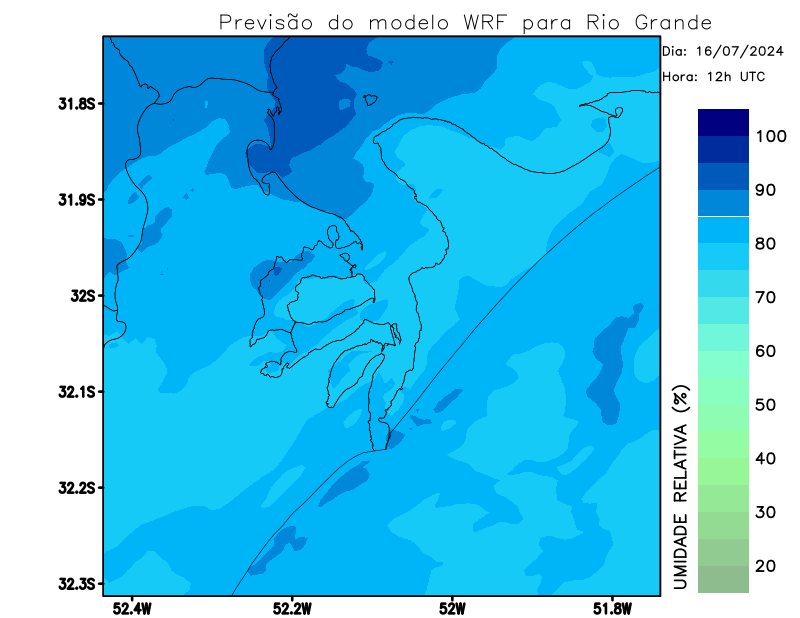 Previsão do modelo WRF para Rio Grande
Dia: 16/07/2024
Hora: 12h UTC
31.8S
31.9S
32S
32.1S
32.2S
32.3S
52.4W
52.2W
52W
51.8W
100
90
80
70
60
50
40
30
20
UMIDADE RELATIVA (%)